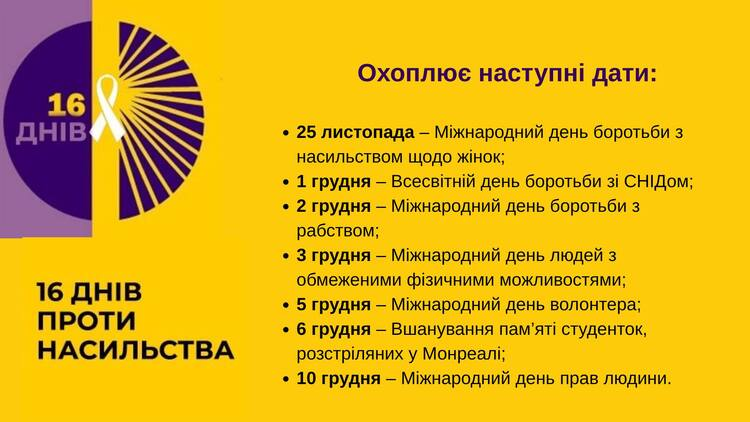 16
ДНІВ
16 ДНІВ
ПРОТИ
НАСИЛЬСТВА
Охоплює наступні дати:
• 25 листопада – Міжнародний день боротьби з
насильством щодо жінок;
• 1 грудня – Всесвітній день боротьби зі СНІДом;
• 2 грудня – Міжнародний день боротьби з
рабством;
• 3 грудня – Міжнародний день людей з
обмеженими фізичними можливостями;
• 5 грудня – Міжнародний день волонтера;
• 6 грудня – Вшанування пам'яті студенток,
розстріляних у Монреалі;
• 10 грудня – Міжнародний день прав людини.